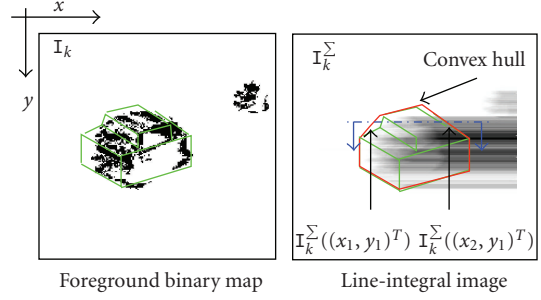 x
y
I_k
I_k^∑
Convex hull
I_k^∑((x_1, y_1)^T) I_k^∑((x_2, y_1)^T)
Foreground binary map
Line-integral image